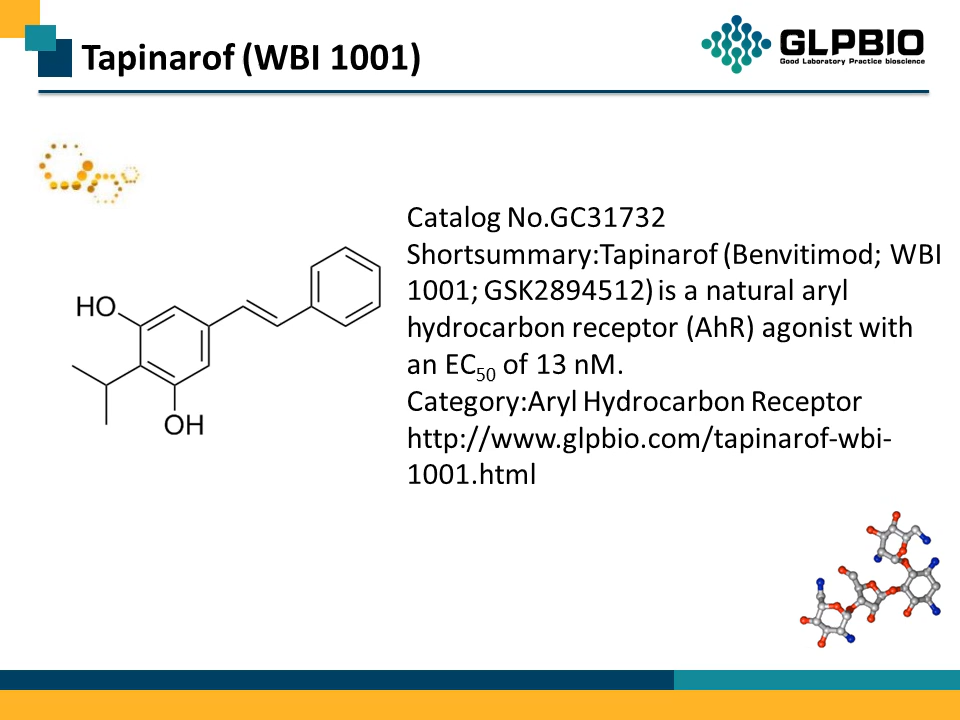 Tapinarof (WBI 1001)
GLPBIO
Good Laboratory Practice bioscience
Catalog No.GC31732
Shortsummary:Tapinarof (Benvitimod; WBI
1001; GSK2894512) is a natural aryl
hydrocarbon receptor (AhR) agonist with
an EC50 of 13 nM.
Category:Aryl Hydrocarbon Receptor
http://www.glpbio.com/tapinarof-wbi-
1001.html
HO
OH